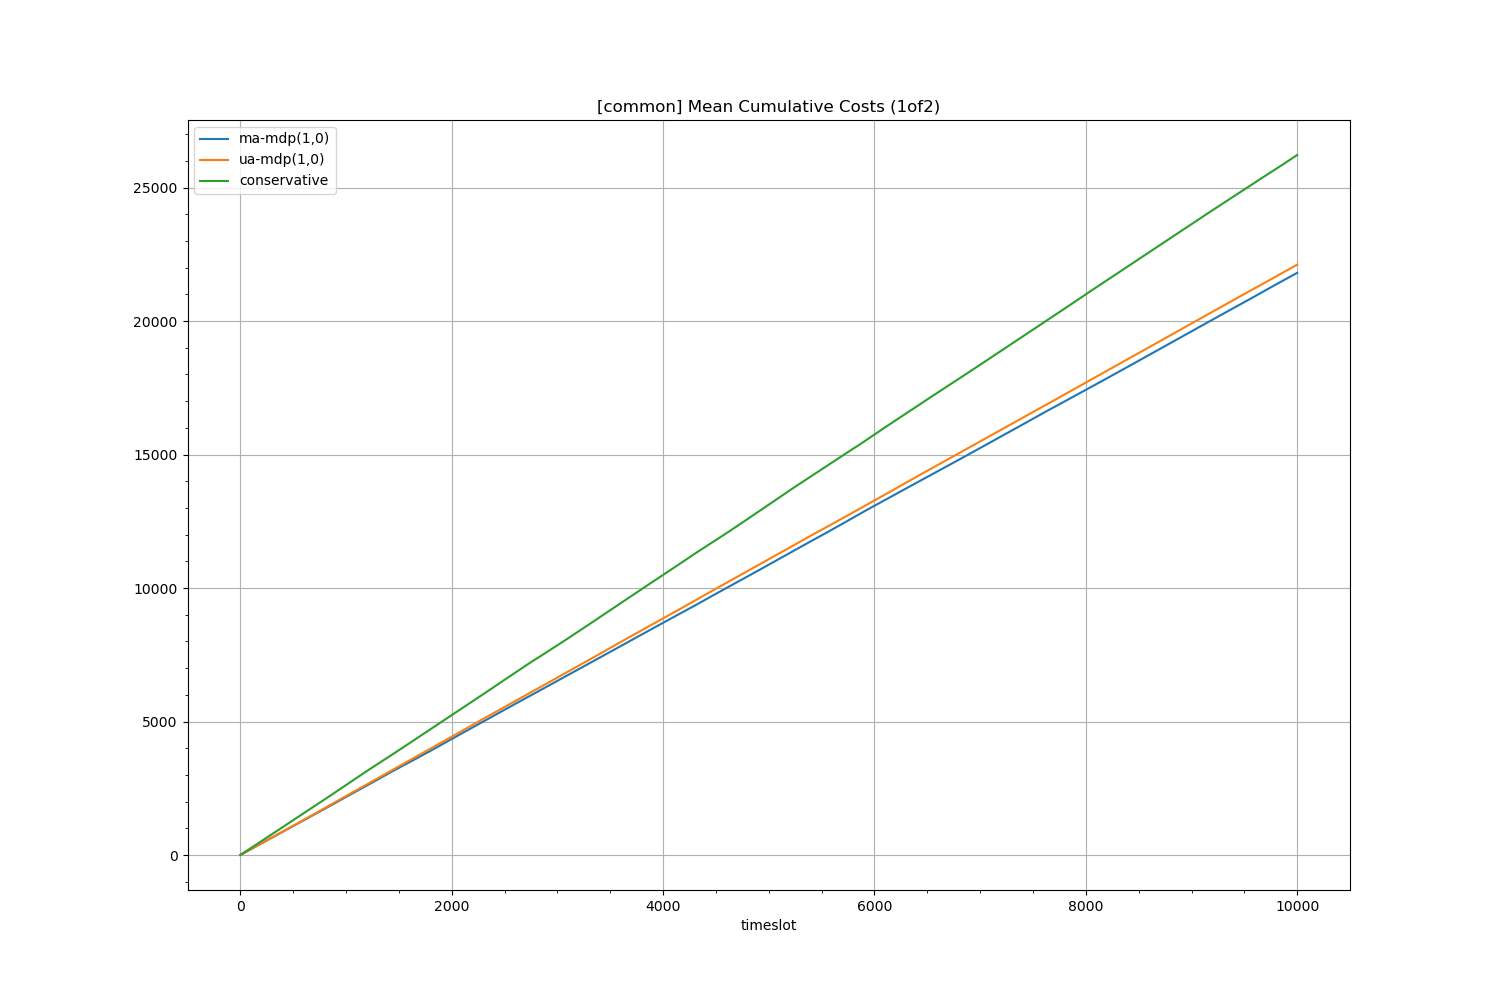 [common] Mean Cumulative Costs (1of2)
ma-mdp(1,0)
ua-mdp(1,0)
conservative
25000
20000
15000
10000
5000
0
0 2000 4000 6000 8000 10000
timeslot